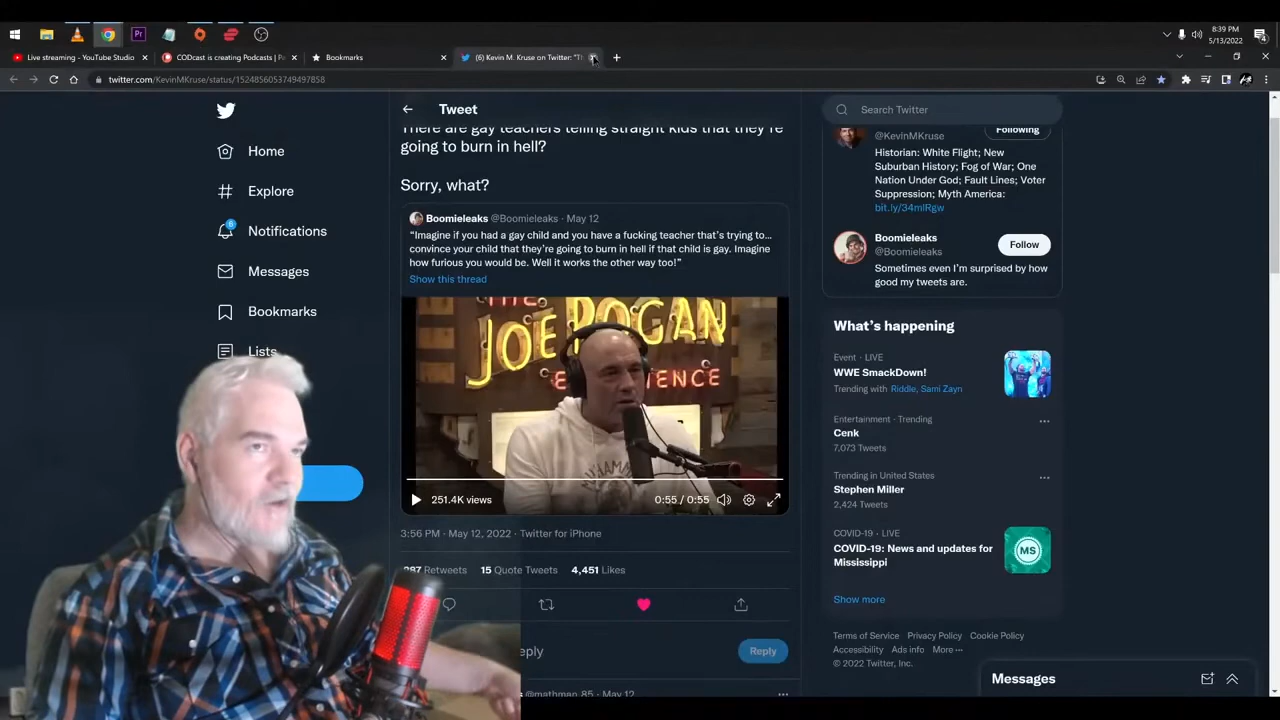 8:39 PM
5/13/2022
Live streaming - YouTube Studio
CODcast is creating Podcasts |
Bookmarks
(6) Kevin M. Kruse on Twitter: "Th
twitter.com/KevinMKruse/status/1524856053749497858
Home
Explore
6
Notifications
Messages
Bookmarks
Lists
Tweet
There are gay teachers telling straight kids that they're
going to burn in hell?
Sorry, what?
Boomieleaks @Boomieleaks · May 12
“Imagine if you had a gay child and you have a fucking teacher that’s trying to…
convince your child that they’re going to burn in hell if that child is gay. Imagine
how furious you would be. Well it works the other way too!”
Show this thread
THE
JOE ROGAN
251.4K views
0:55 / 0:55
3:56 PM · May 12, 2022 · Twitter for iPhone
Retweets 15 Quote Tweets 4,451 Likes
Reply
@mathman_85 · May 12
Search Twitter
@KevinMKruse
Following
Historian: White Flight; New
Suburban History; Fog of War; One
Nation Under God; Fault Lines; Voter
Suppression; Myth America:
bit.ly/34mlRgw
Boomieleaks
@Boomieleaks
Follow
Sometimes even I’m surprised by how
good my tweets are.
What’s happening
Event · LIVE
WWE SmackDown!
Trending with Riddle, Sami Zayn
Entertainment · Trending
Cenk
7,073 Tweets
Trending in United States
Stephen Miller
2,424 Tweets
COVID-19 · LIVE
COVID-19: News and updates for
Mississippi
MS
Show more
Terms of Service Privacy Policy Cookie Policy
Accessibility Ads info More ···
© 2022 Twitter, Inc.
Messages